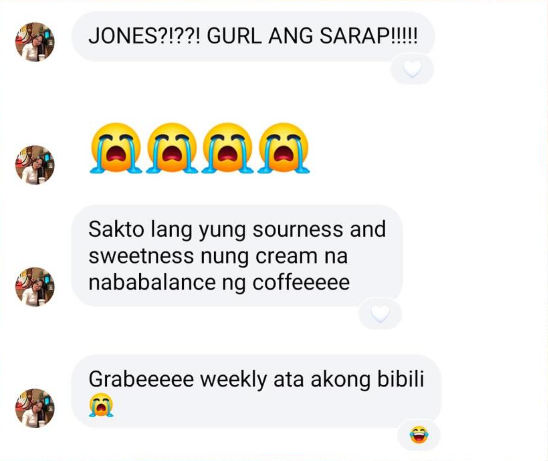 JONES?!??! GURL ANG SARAP!!!!!
😭😭😭😭
Sakto lang yung sourness and
sweetness nung cream na
nababalance ng coffeeeee
Grabeeeee weekly ata akong bibili
😭